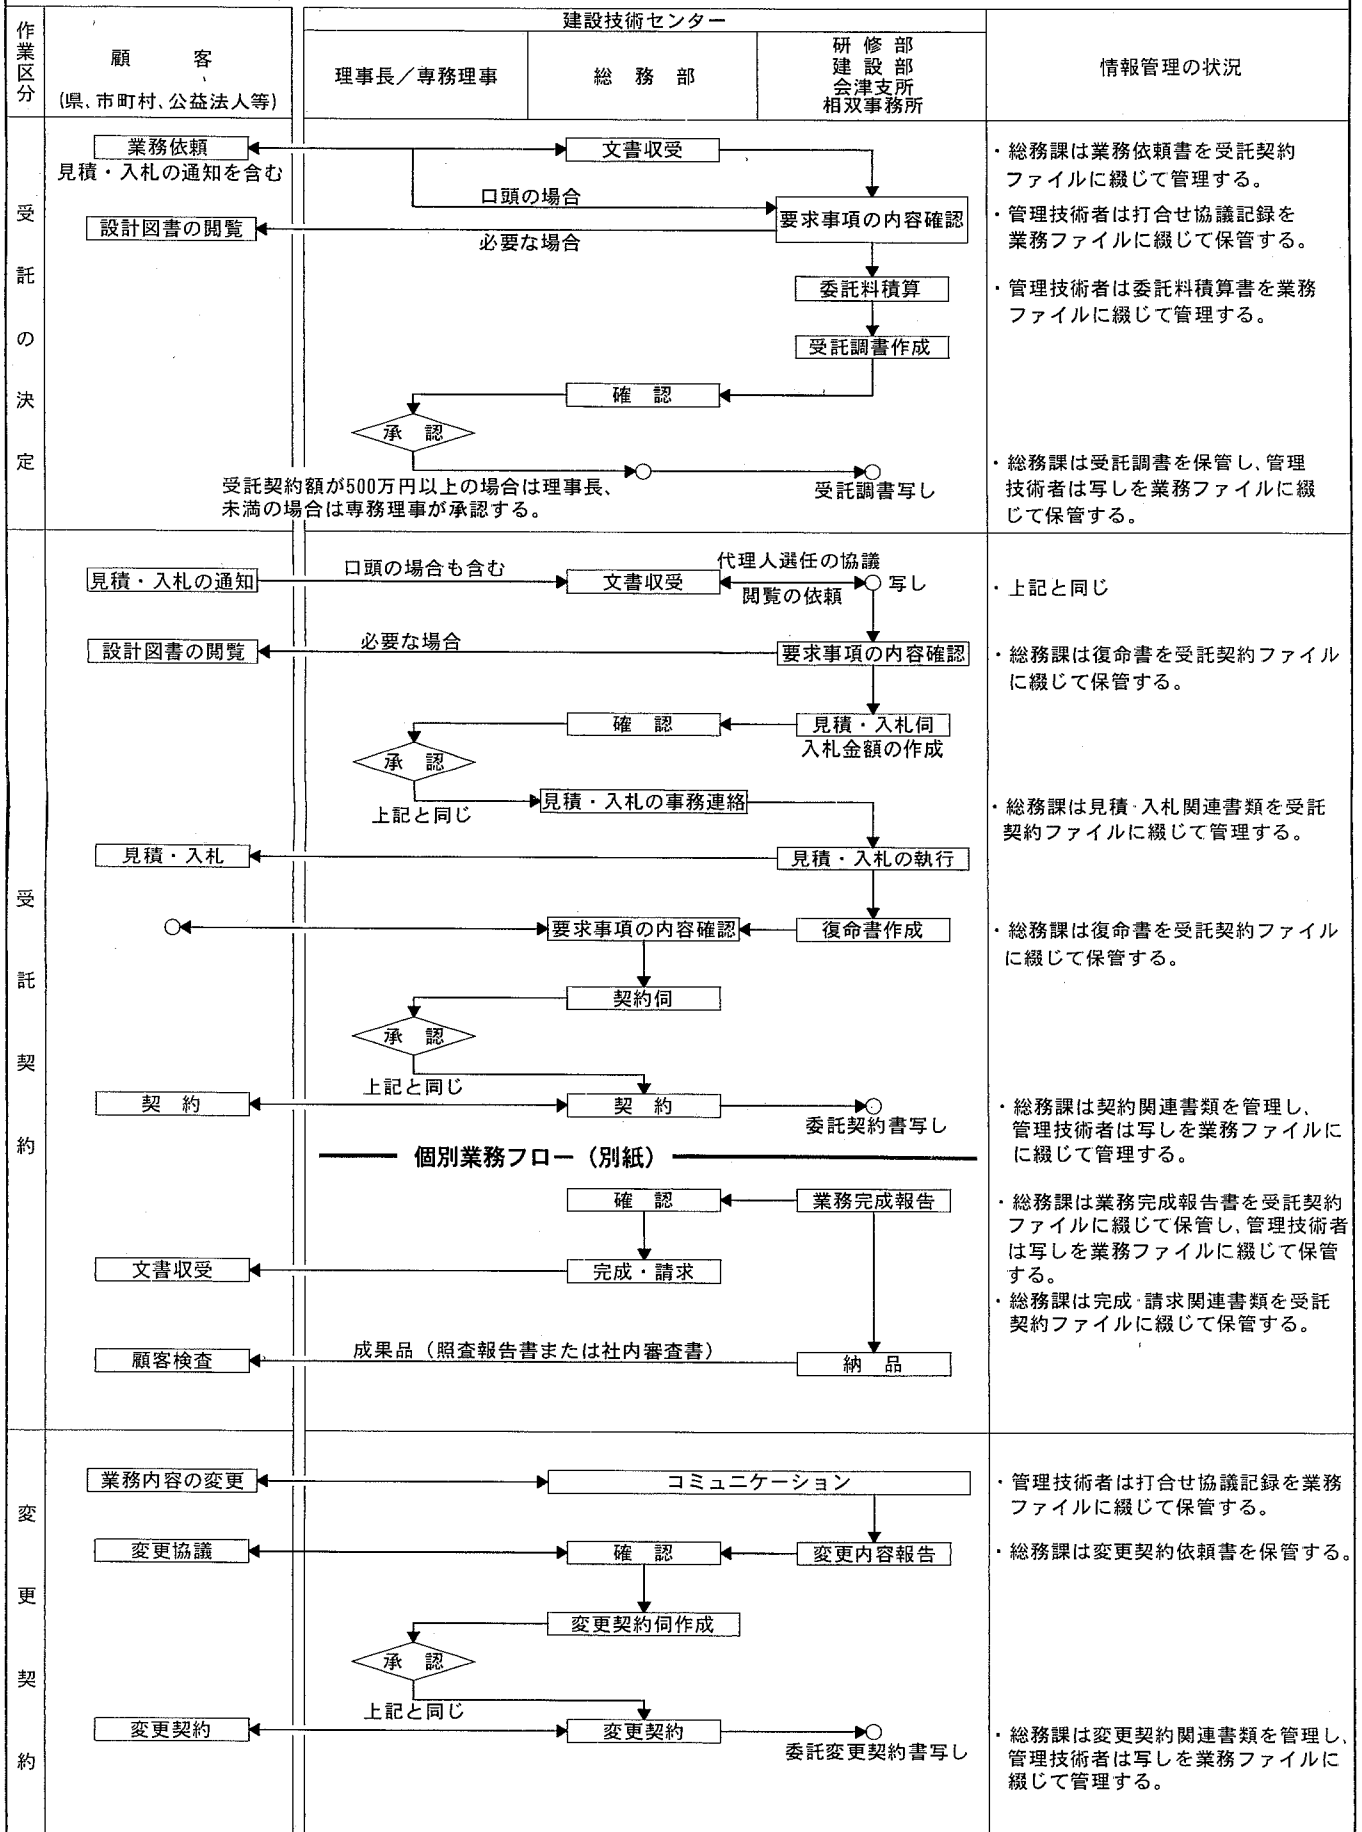 作業区分
顧　客
(県、市町村、公益法人等)
建設技術センター
理事長／専務理事
総　務　部
研　修　部
建　設　部
会津支所
相双事務所
情報管理の状況
受託の決定
業務依頼
見積・入札の通知を含む
文書収受
口頭の場合
要求事項の内容確認
設計図書の閲覧
必要な場合
委託料積算
受託調書作成
確　認
承　認
受託契約額が500万円以上の場合は理事長、
未満の場合は専務理事が承認する。
受託調書写し
・総務課は業務依頼書を受託契約
ファイルに綴じて管理する。
・管理技術者は打合せ協議記録を
業務ファイルに綴じて保管する。
・管理技術者は委託料積算書を業務
ファイルに綴じて管理する。
・総務課は受託調書を保管し、管理
技術者は写しを業務ファイルに綴
じて保管する。
受託契約
見積・入札の通知
口頭の場合も含む
文書収受
代理人選任の協議
閲覧の依頼
写し
設計図書の閲覧
必要な場合
要求事項の内容確認
確　認
見積・入札伺
入札金額の作成
承　認
上記と同じ
見積・入札の事務連絡
見積・入札
見積・入札の執行
要求事項の内容確認
復命書作成
契約伺
承　認
上記と同じ
契　約
契　約
委託契約書写し
個別業務フロー（別紙）
確　認
業務完成報告
文書収受
完成・請求
顧客検査
成果品（照査報告書または社内審査書）
納　品
・上記と同じ
・総務課は復命書を受託契約ファイル
に綴じて保管する。
・総務課は見積・入札関連書類を受託
契約ファイルに綴じて管理する。
・総務課は復命書を受託契約ファイル
に綴じて保管する。
・総務課は契約関連書類を管理し、
管理技術者は写しを業務ファイルに
に綴じて管理する。
・総務課は業務完成報告書を受託契約
ファイルに綴じて保管し、管理技術者
は写しを業務ファイルに綴じて保管
する。
・総務課は完成・請求関連書類を受託
契約ファイルに綴じて保管する。
変更契約
業務内容の変更
コミュニケーション
変更協議
確　認
変更内容報告
変更契約伺作成
承　認
上記と同じ
変更契約
変更契約
委託変更契約書写し
・管理技術者は打合せ協議記録を業務
ファイルに綴じて保管する。
・総務課は変更契約依頼書を保管する。
・総務課は変更契約関連書類を管理し、
管理技術者は写しを業務ファイルに
綴じて管理する。